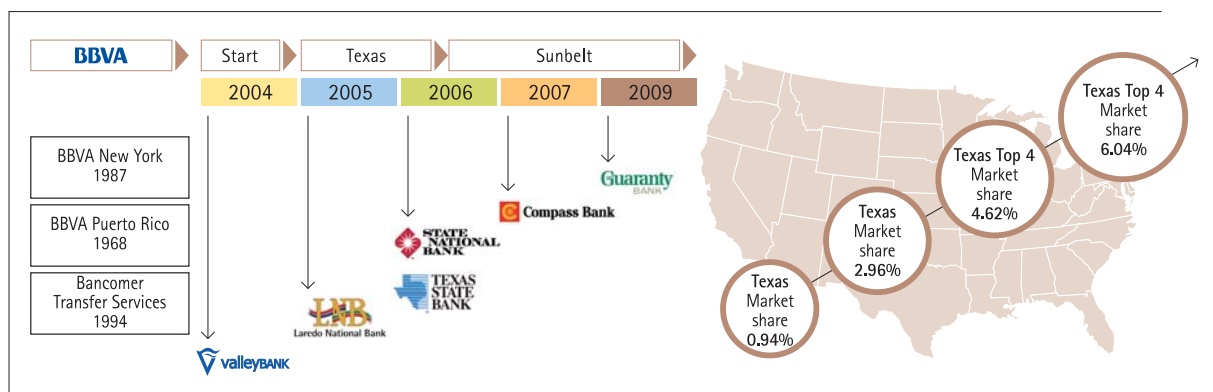 BBVA
Start
Texas
Sunbelt
2004
2005
2006
2007
2009
BBVA New York
1987
BBVA Puerto Rico
1968
Bancomer
Transfer Services
1994
valleyBANK
LNB
Laredo National Bank
STATE
NATIONAL
BANK
TEXAS
STATE
BANK
Compass Bank
Guaranty
BANK
Texas
Market
share
0.94%
Texas
Market
share
2.96%
Texas Top 4
Market
share
4.62%
Texas Top 4
Market
share
6.04%